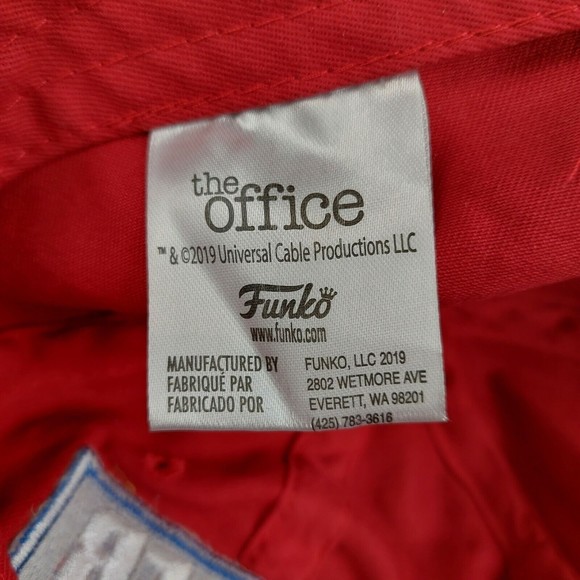 the
office
™ & ©2019 Universal Cable Productions LLC
Funko
www.funko.com
MANUFACTURED BY
FABRIQUÉ PAR
FABRICADO POR
FUNKO, LLC 2019
2802 WETMORE AVE
EVERETT, WA 98201
(425) 783-3616